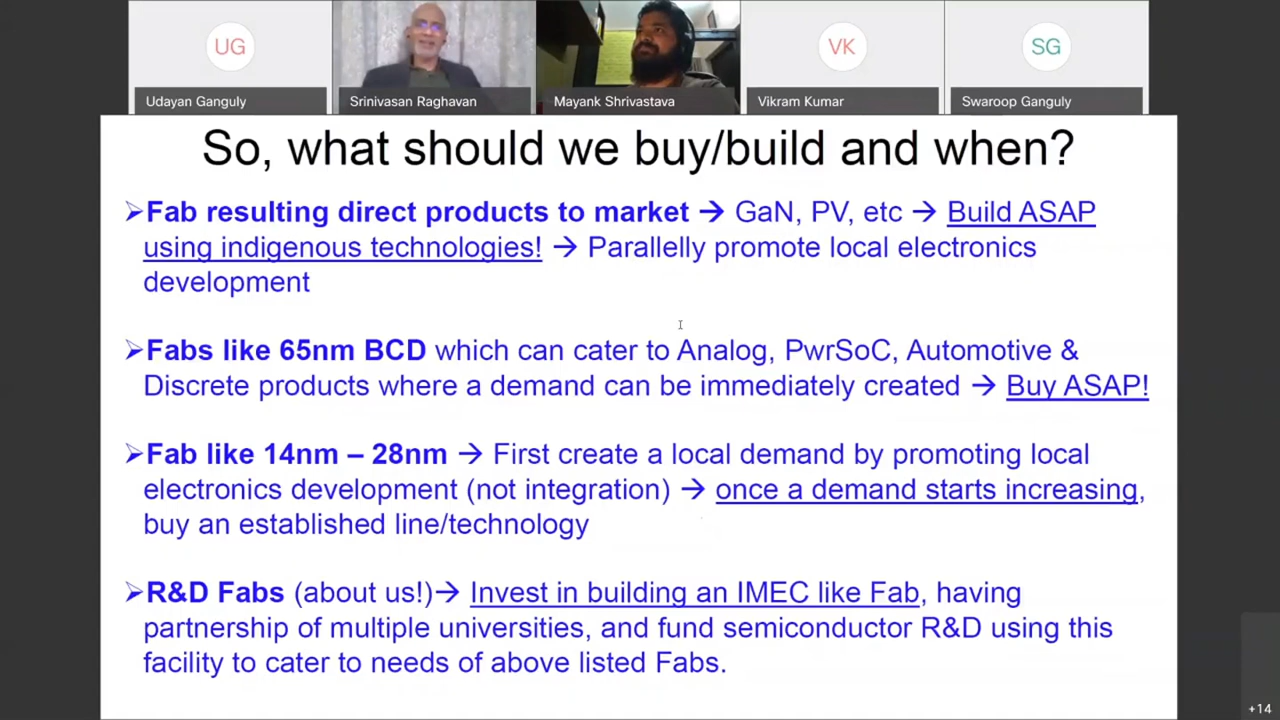 UG
VK
SG
Udayan Ganguly
Srinivasan Raghavan
Mayank Shrivastava
Vikram Kumar
Swaroop Ganguly
So, what should we buy/build and when?
➢Fab resulting direct products to market → GaN, PV, etc → Build ASAP
using indigenous technologies! → Parallelly promote local electronics
development
➢Fabs like 65nm BCD which can cater to Analog, PwrSoC, Automotive &
Discrete products where a demand can be immediately created → Buy ASAP!
➢Fab like 14nm – 28nm → First create a local demand by promoting local
electronics development (not integration) → once a demand starts increasing,
buy an established line/technology
➢R&D Fabs (about us!)→ Invest in building an IMEC like Fab, having
partnership of multiple universities, and fund semiconductor R&D using this
facility to cater to needs of above listed Fabs.
+14